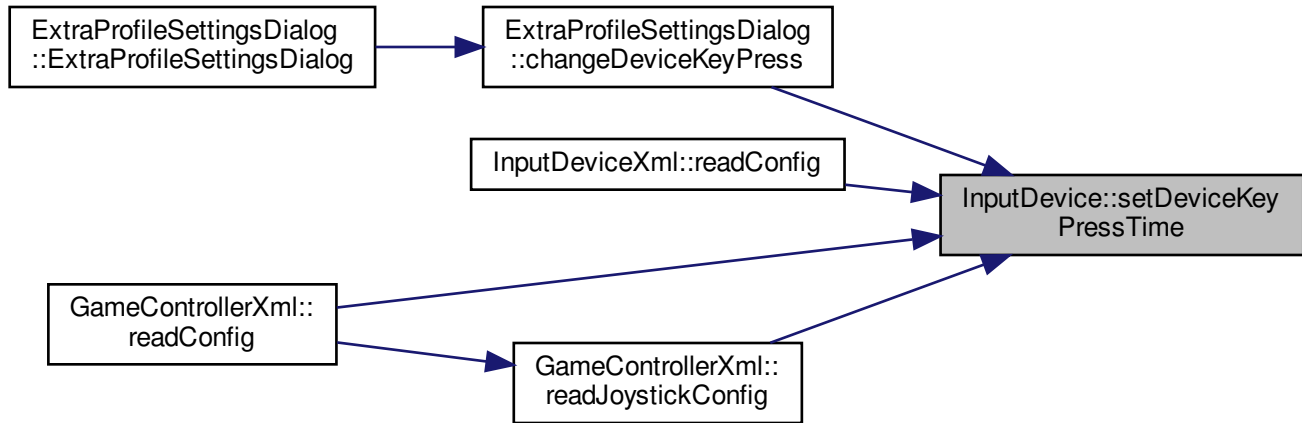 ExtraProfileSettingsDialog
::ExtraProfileSettingsDialog
ExtraProfileSettingsDialog
::changeDeviceKeyPress
InputDeviceXml::readConfig
InputDevice::setDeviceKey
PressTime
GameControllerXml::
readConfig
GameControllerXml::
readJoystickConfig